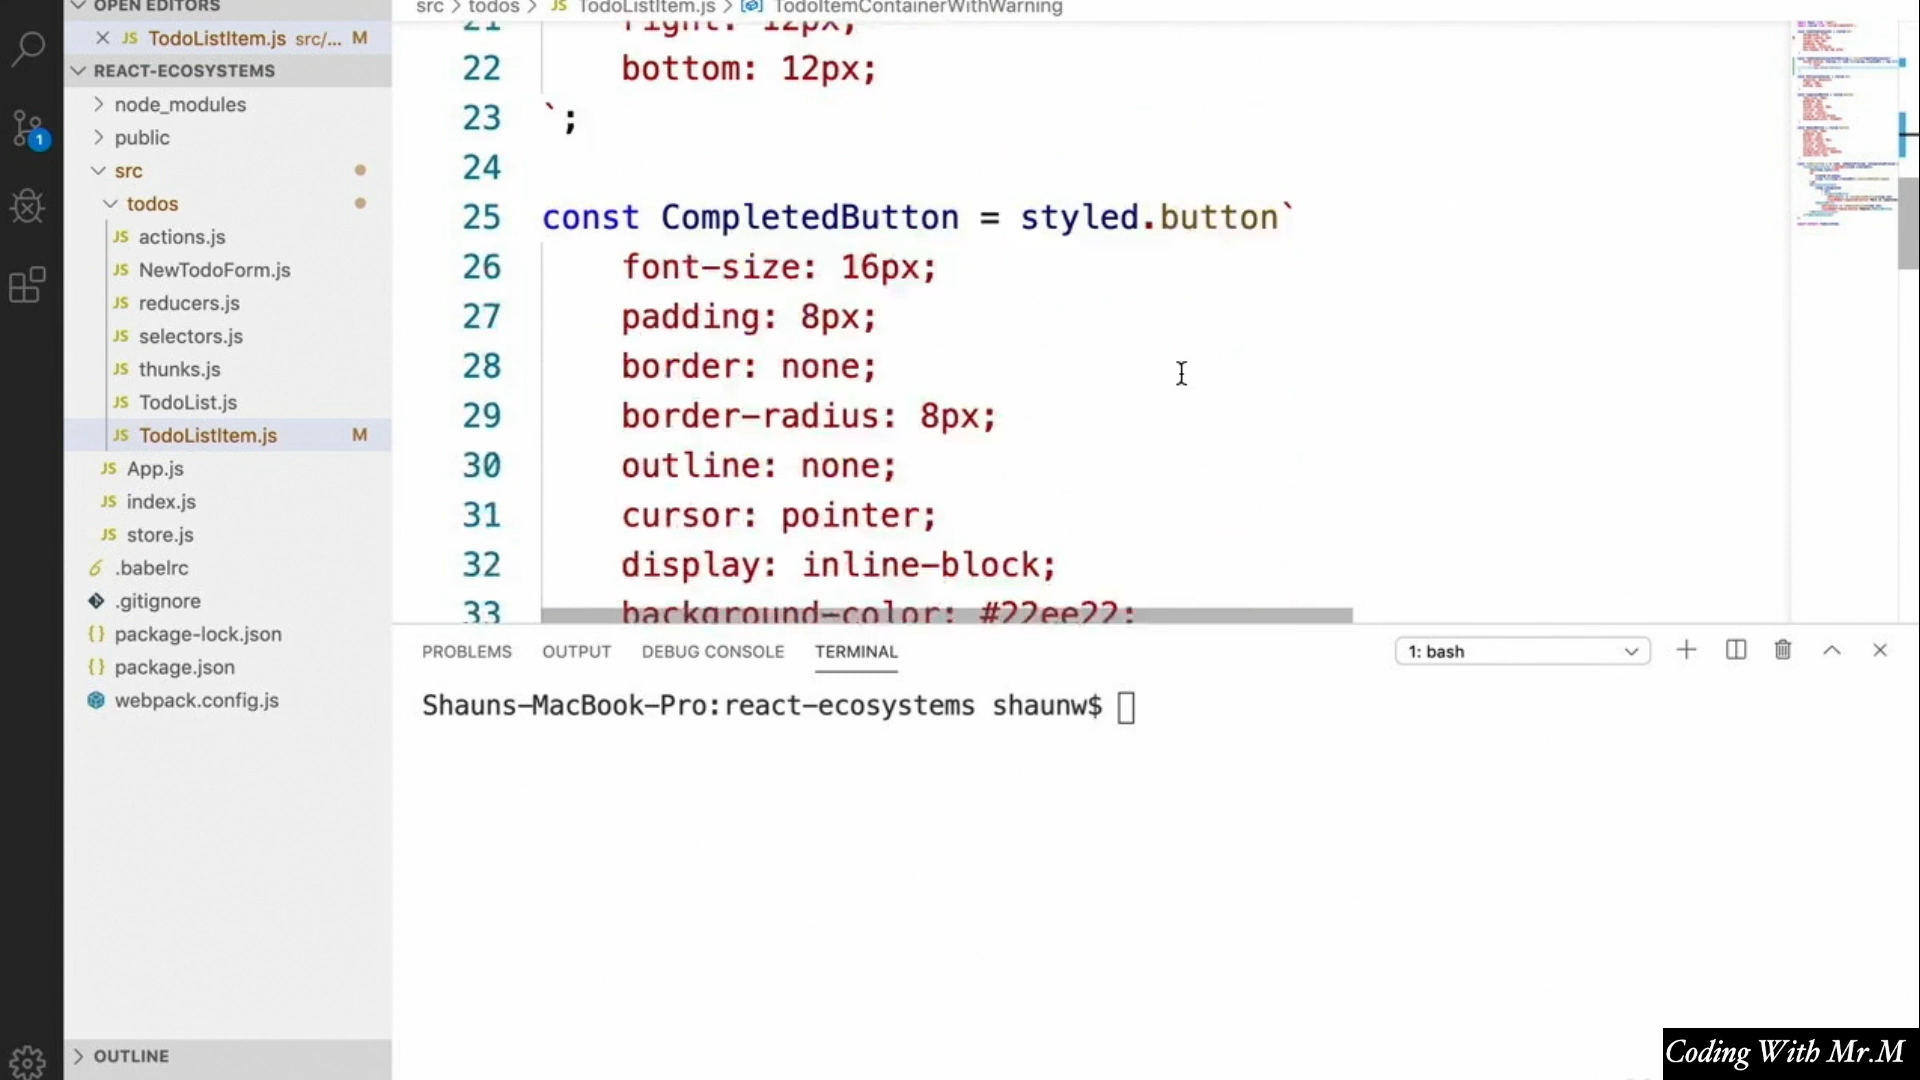 OPEN EDITORS
JS TodoListItem.js src/... M
REACT-ECOSYSTEMS
node_modules
public
src
todos
JS actions.js
JS NewTodoForm.js
JS reducers.js
JS selectors.js
JS thunks.js
JS TodoList.js
JS TodoListItem.js M
JS App.js
JS index.js
JS store.js
.babelrc
.gitignore
{} package-lock.json
{} package.json
webpack.config.js
OUTLINE
1
src > todos > JS TodoListItem.js > TodoItemContainerWithWarning
21 right: 12px;
22 bottom: 12px;
23 `;
24
25 const CompletedButton = styled.button`
26 font-size: 16px;
27 padding: 8px;
28 border: none;
29 border-radius: 8px;
30 outline: none;
31 cursor: pointer;
32 display: inline-block;
33 background-color: #22ee22;
PROBLEMS OUTPUT DEBUG CONSOLE TERMINAL 1: bash
Shauns-MacBook-Pro:react-ecosystems shaunw$
Coding With Mr.M